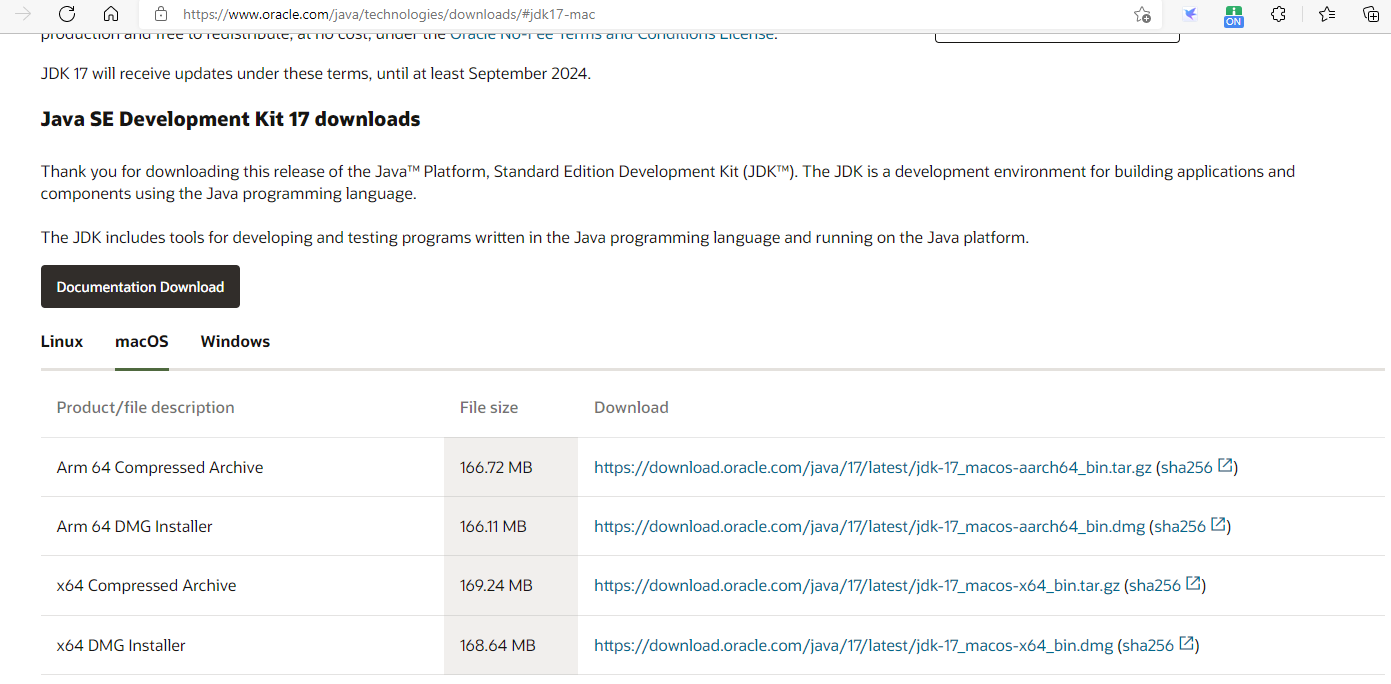 https://www.oracle.com/java/technologies/downloads/#jdk17-mac
ON
production and free to redistribute, at no cost, under the Oracle No-Fee Terms and Conditions License.
JDK 17 will receive updates under these terms, until at least September 2024.
Java SE Development Kit 17 downloads
Thank you for downloading this release of the Java™ Platform, Standard Edition Development Kit (JDK™). The JDK is a development environment for building applications and
components using the Java programming language.
The JDK includes tools for developing and testing programs written in the Java programming language and running on the Java platform.
Documentation Download
Linux macOS Windows
Product/file description File size Download
Arm 64 Compressed Archive 166.72 MB https://download.oracle.com/java/17/latest/jdk-17_macos-aarch64_bin.tar.gz (sha256)
Arm 64 DMG Installer 166.11 MB https://download.oracle.com/java/17/latest/jdk-17_macos-aarch64_bin.dmg (sha256)
x64 Compressed Archive 169.24 MB https://download.oracle.com/java/17/latest/jdk-17_macos-x64_bin.tar.gz (sha256)
x64 DMG Installer 168.64 MB https://download.oracle.com/java/17/latest/jdk-17_macos-x64_bin.dmg (sha256)